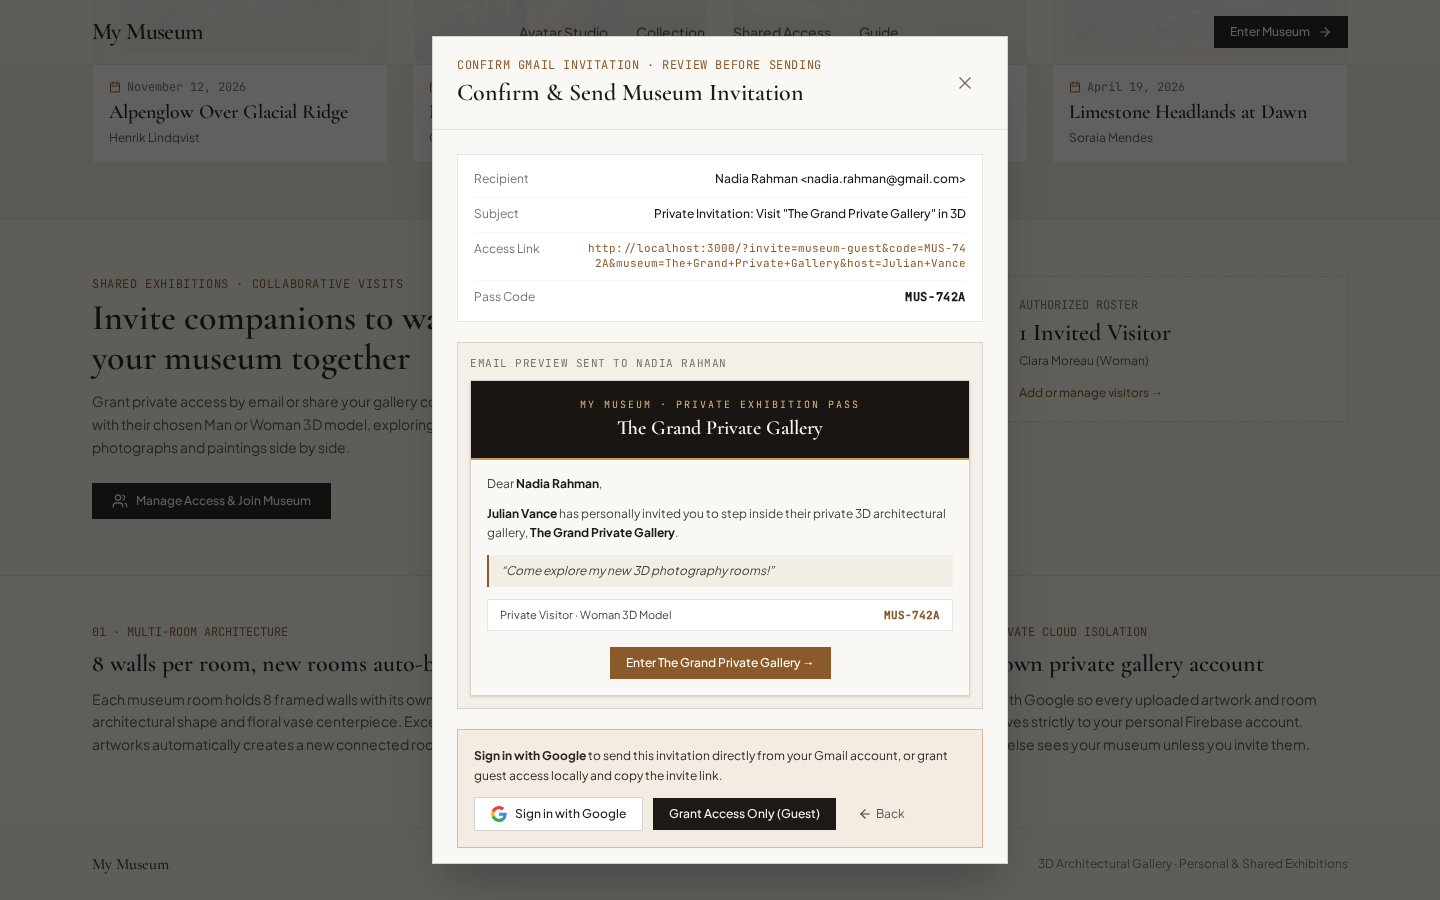 My Museum
Avatar Studio
Collection
Shared Access
Guide
Enter Museum
November 12, 2026
Alpenglow Over Glacial Ridge
Henrik Lindqvist
April 19, 2026
Limestone Headlands at Dawn
Soraia Mendes
CONFIRM GMAIL INVITATION · REVIEW BEFORE SENDING
Confirm & Send Museum Invitation
Recipient
Nadia Rahman <nadia.rahman@gmail.com>
Subject
Private Invitation: Visit "The Grand Private Gallery" in 3D
Access Link
http://localhost:3000/?invite=museum-guest&code=MUS-74
2A&museum=The+Grand+Private+Gallery&host=Julian+Vance
Pass Code
MUS-742A
EMAIL PREVIEW SENT TO NADIA RAHMAN
MY MUSEUM · PRIVATE EXHIBITION PASS
The Grand Private Gallery
Dear Nadia Rahman,
Julian Vance has personally invited you to step inside their private 3D architectural
gallery, The Grand Private Gallery.
"Come explore my new 3D photography rooms!"
Private Visitor · Woman 3D Model
MUS-742A
Enter The Grand Private Gallery →
Sign in with Google to send this invitation directly from your Gmail account, or grant
guest access locally and copy the invite link.
Sign in with Google
Grant Access Only (Guest)
← Back
SHARED EXHIBITIONS · COLLABORATIVE VISITS
Invite companions to
your museum together
Grant private access by email or share your gallery
with their chosen Man or Woman 3D model, exploring
photographs and paintings side by side.
Manage Access & Join Museum
AUTHORIZED ROSTER
1 Invited Visitor
Clara Moreau (Woman)
Add or manage visitors →
01 · MULTI-ROOM ARCHITECTURE
8 walls per room, new rooms
Each museum room holds 8 framed walls with its own
architectural shape and floral vase centerpiece.
artworks automatically creates a new connected
CLOUD ISOLATION
own private gallery account
with Google so every uploaded artwork and room
strictly to your personal Firebase account.
else sees your museum unless you invite them.
My Museum
3D Architectural Gallery · Personal & Shared Exhibitions